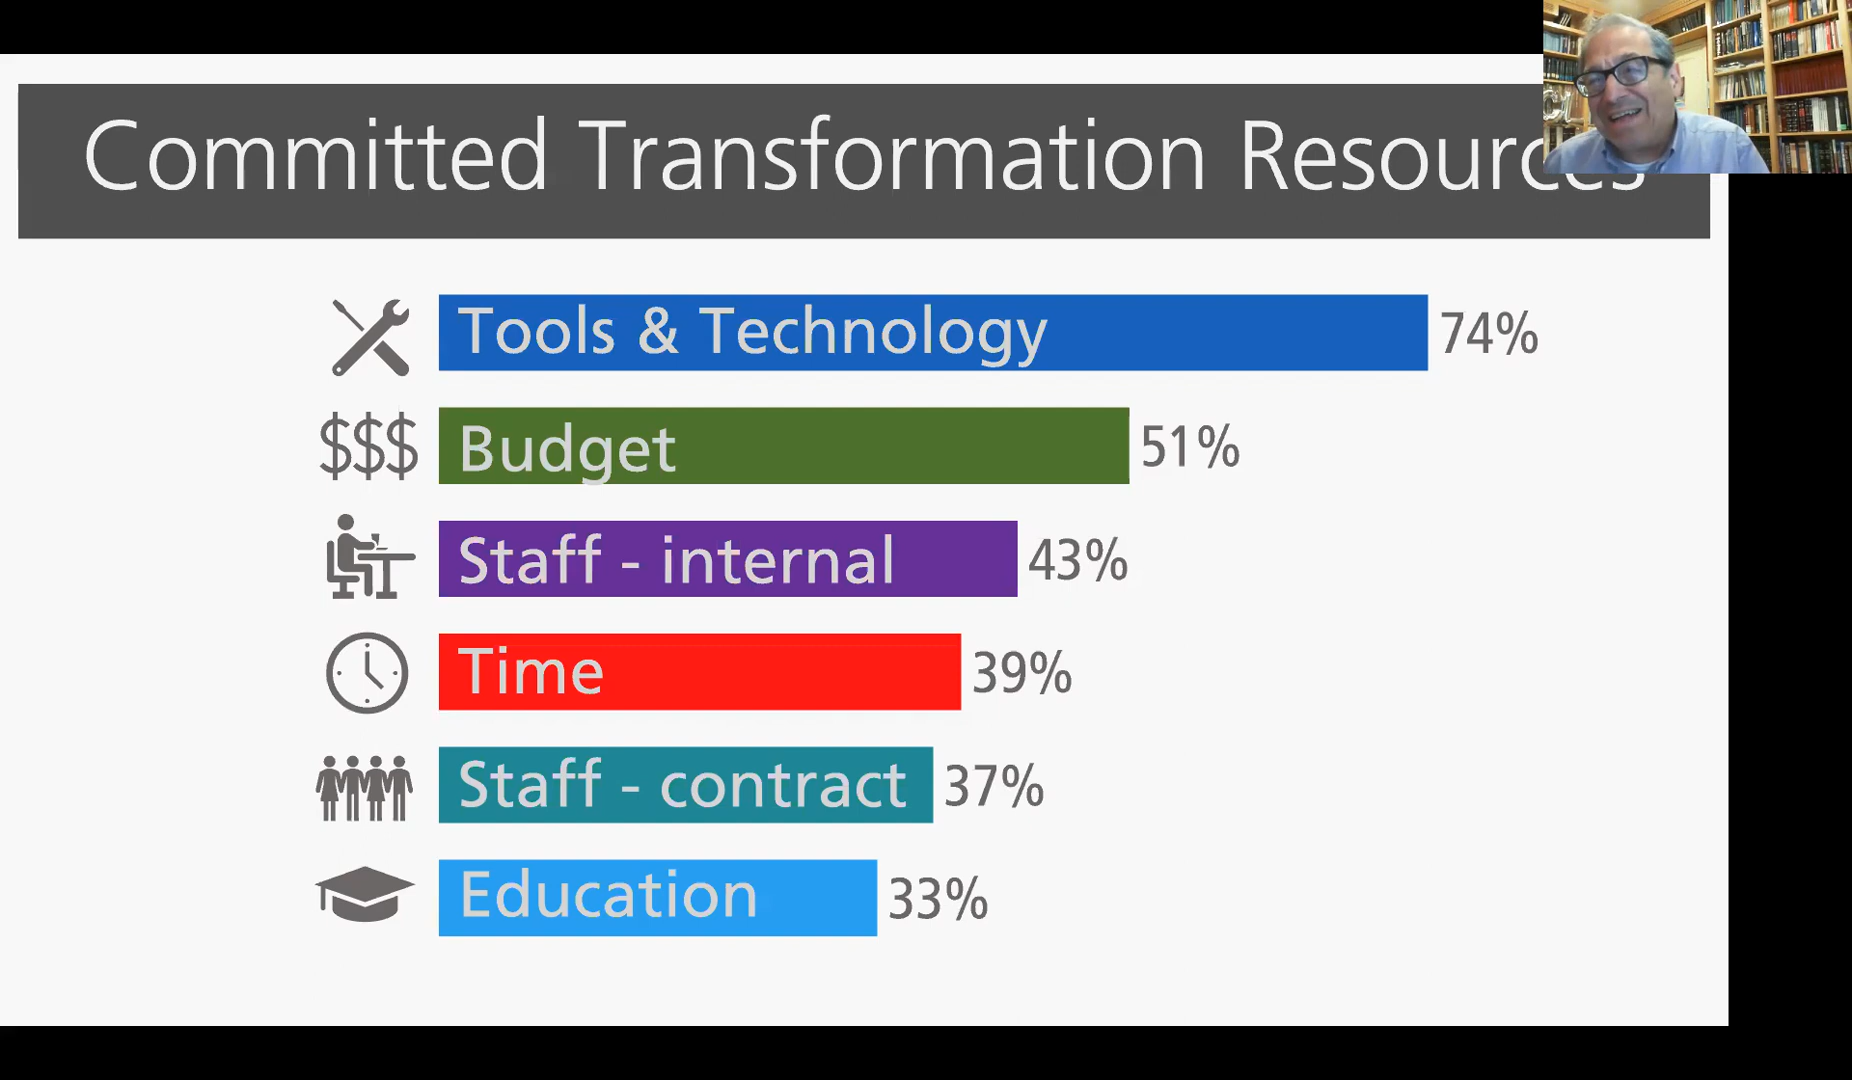 Committed Transformation Resources
Tools & Technology 74%
$$$ Budget 51%
Staff - internal 43%
Time 39%
Staff - contract 37%
Education 33%